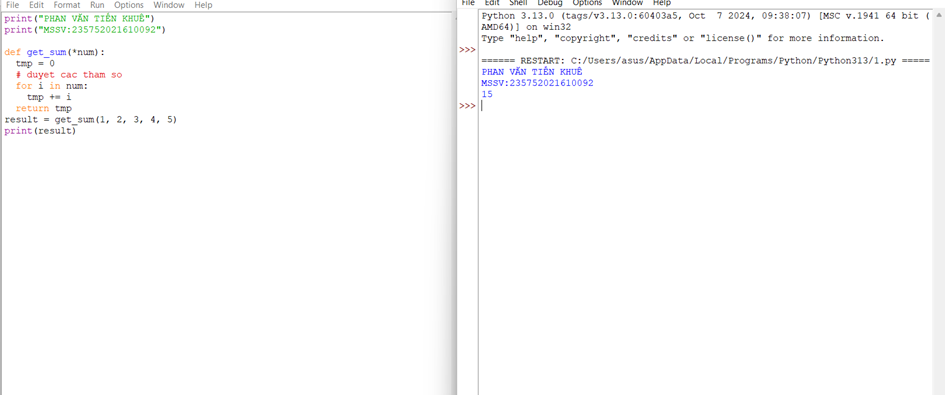 File Edit Format Run Options Window Help
print("PHAN VĂN TIẾN KHUÊ")
print("MSSV:235752021610092")
def get_sum(*num):
  tmp = 0
  # duyet cac tham so
  for i in num:
    tmp += i
  return tmp
result = get_sum(1, 2, 3, 4, 5)
print(result)
File Edit Shell Debug Options Window Help
Python 3.13.0 (tags/v3.13.0:60403a5, Oct  7 2024, 09:38:07) [MSC v.1941 64 bit (
AMD64)] on win32
Type "help", "copyright", "credits" or "license()" for more information.
>>>
====== RESTART: C:/Users/asus/AppData/Local/Programs/Python/Python313/1.py =====
PHAN VĂN TIẾN KHUÊ
MSSV:235752021610092
15
>>>